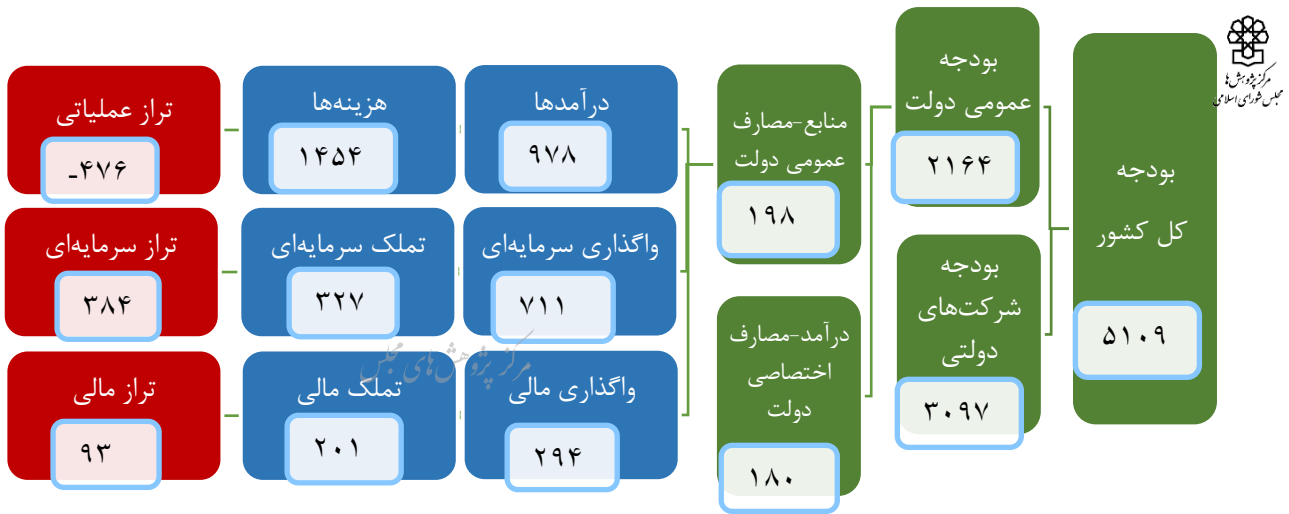 مرکز پژوهش‌های
مجلس شورای اسلامی
بودجه
کل کشور
۵۱۰۹
بودجه
عمومی دولت
۲۱۶۴
بودجه
شرکت‌های
دولتی
۳۰۹۷
منابع-مصارف
عمومی دولت
۱۹۸
درآمد-مصارف
اختصاصی
دولت
۱۸۰
درآمدها
۹۷۸
هزینه‌ها
۱۴۵۴
تراز عملیاتی
-۴۷۶
واگذاری سرمایه‌ای
۷۱۱
تملک سرمایه‌ای
۳۲۷
تراز سرمایه‌ای
۳۸۴
واگذاری مالی
۲۹۴
تملک مالی
۲۰۱
تراز مالی
۹۳
مرکز پژوهش‌های مجلس